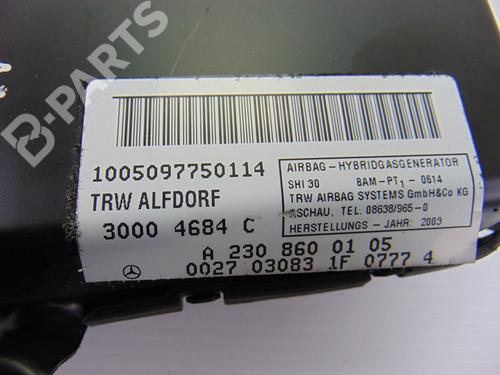 B-PARTS
1005097750114
TRW ALFDORF
3000 4684 C
AIRBAG-HYBRIDGASGENERATOR
SHI 30 BAM-PT1-0614
TRW AIRBAG SYSTEMS GmbH&Co KG
ASCHAU, TEL. 08638/965-0
HERSTELLUNGS - JAHR: 2003
A 230 860 01 05
0027 03083 1F 0777 4